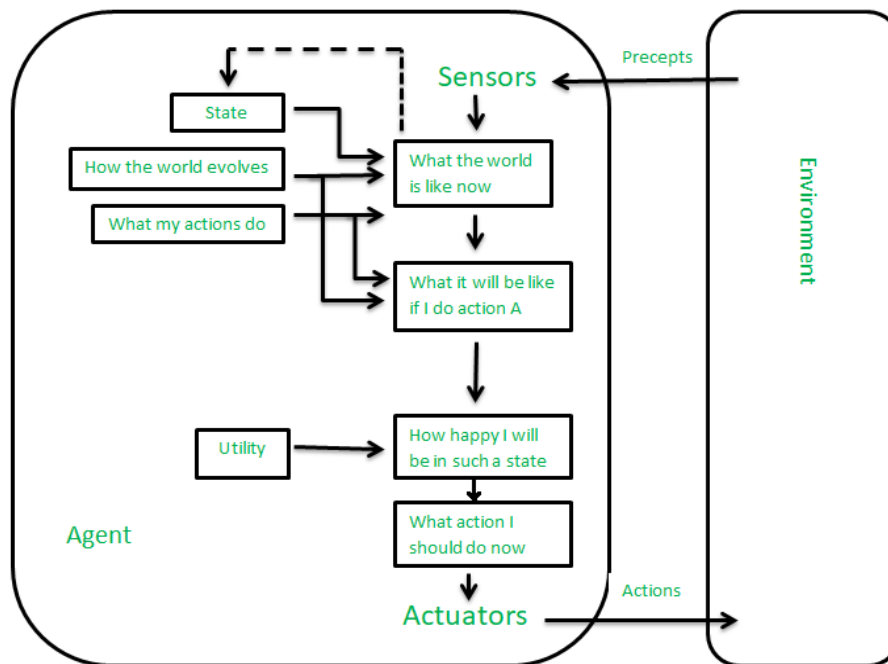 Precepts
Sensors
State
How the world evolves
What the world
is like now
What my actions do
What it will be like
if I do action A
Environment
Utility
How happy I will
be in such a state
What action I
should do now
Agent
Actuators
Actions